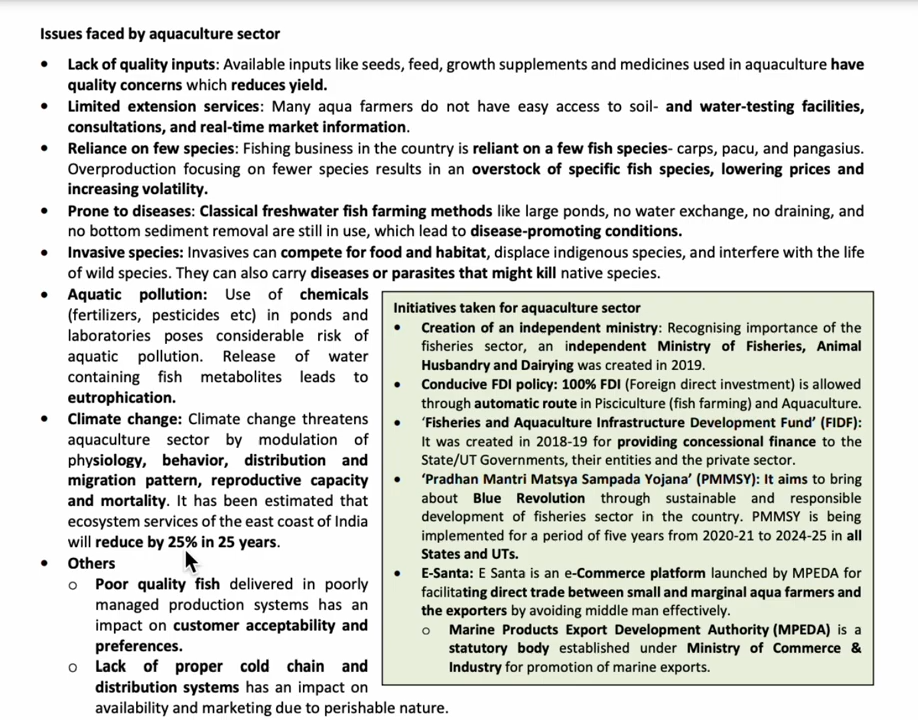 Issues faced by aquaculture sector
• Lack of quality inputs: Available inputs like seeds, feed, growth supplements and medicines used in aquaculture have
quality concerns which reduces yield.
• Limited extension services: Many aqua farmers do not have easy access to soil- and water-testing facilities,
consultations, and real-time market information.
• Reliance on few species: Fishing business in the country is reliant on a few fish species- carps, pacu, and pangasius.
Overproduction focusing on fewer species results in an overstock of specific fish species, lowering prices and
increasing volatility.
• Prone to diseases: Classical freshwater fish farming methods like large ponds, no water exchange, no draining, and
no bottom sediment removal are still in use, which lead to disease-promoting conditions.
• Invasive species: Invasives can compete for food and habitat, displace indigenous species, and interfere with the life
of wild species. They can also carry diseases or parasites that might kill native species.
• Aquatic pollution: Use of chemicals
(fertilizers, pesticides etc) in ponds and
laboratories poses considerable risk of
aquatic pollution. Release of water
containing fish metabolites leads to
eutrophication.
• Climate change: Climate change threatens
aquaculture sector by modulation of
physiology, behavior, distribution and
migration pattern, reproductive capacity
and mortality. It has been estimated that
ecosystem services of the east coast of India
will reduce by 25% in 25 years.
• Others
o Poor quality fish delivered in poorly
managed production systems has an
impact on customer acceptability and
preferences.
o Lack of proper cold chain and
distribution systems has an impact on
availability and marketing due to perishable nature.
Initiatives taken for aquaculture sector
• Creation of an independent ministry: Recognising importance of the
fisheries sector, an independent Ministry of Fisheries, Animal
Husbandry and Dairying was created in 2019.
• Conducive FDI policy: 100% FDI (Foreign direct investment) is allowed
through automatic route in Pisciculture (fish farming) and Aquaculture.
• ‘Fisheries and Aquaculture Infrastructure Development Fund’ (FIDF):
It was created in 2018-19 for providing concessional finance to the
State/UT Governments, their entities and the private sector.
• ‘Pradhan Mantri Matsya Sampada Yojana’ (PMMSY): It aims to bring
about Blue Revolution through sustainable and responsible
development of fisheries sector in the country. PMMSY is being
implemented for a period of five years from 2020-21 to 2024-25 in all
States and UTs.
• E-Santa: E Santa is an e-Commerce platform launched by MPEDA for
facilitating direct trade between small and marginal aqua farmers and
the exporters by avoiding middle man effectively.
o Marine Products Export Development Authority (MPEDA) is a
statutory body established under Ministry of Commerce &
Industry for promotion of marine exports.